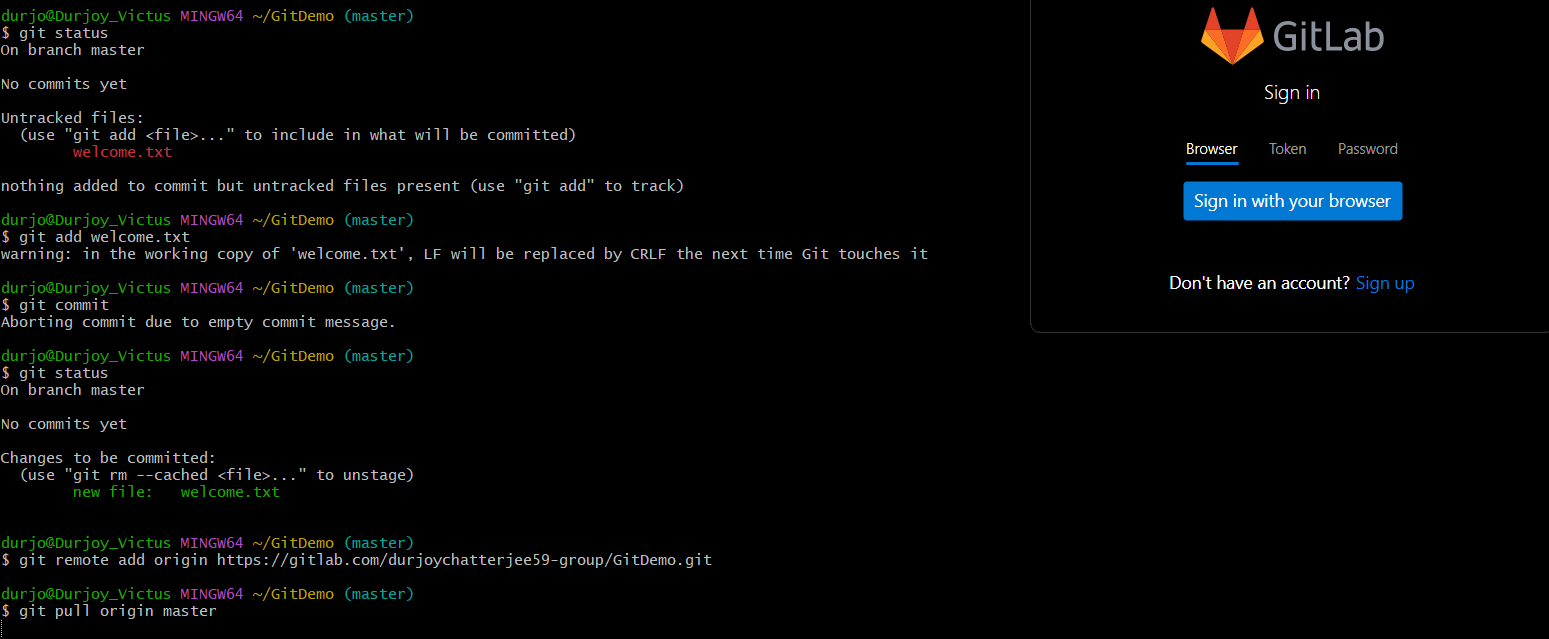 durjo@Durjoy_Victus MINGW64 ~/GitDemo (master)
$ git status
On branch master
No commits yet
Untracked files:
  (use "git add <file>..." to include in what will be committed)
        welcome.txt
nothing added to commit but untracked files present (use "git add" to track)
durjo@Durjoy_Victus MINGW64 ~/GitDemo (master)
$ git add welcome.txt
warning: in the working copy of 'welcome.txt', LF will be replaced by CRLF the next time Git touches it
durjo@Durjoy_Victus MINGW64 ~/GitDemo (master)
$ git commit
Aborting commit due to empty commit message.
durjo@Durjoy_Victus MINGW64 ~/GitDemo (master)
$ git status
On branch master
No commits yet
Changes to be committed:
  (use "git rm --cached <file>..." to unstage)
        new file:   welcome.txt
durjo@Durjoy_Victus MINGW64 ~/GitDemo (master)
$ git remote add origin https://gitlab.com/durjoychatterjee59-group/GitDemo.git
durjo@Durjoy_Victus MINGW64 ~/GitDemo (master)
$ git pull origin master
GitLab
Sign in
Browser Token Password
Sign in with your browser
Don't have an account? Sign up